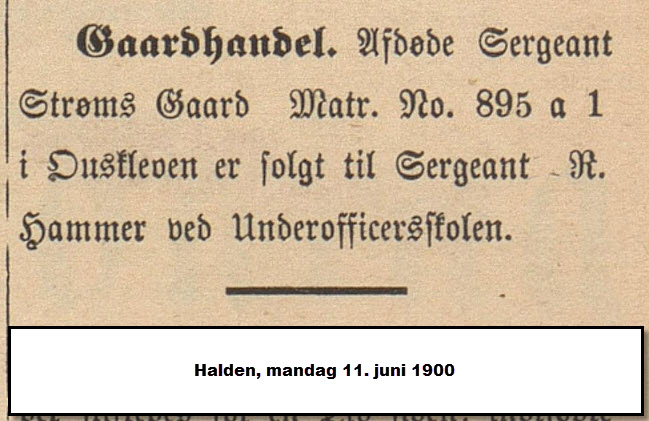 Gaardhandel. Afdøde Sergeant
Strøms Gaard Matr. No. 895 a 1
i Ouskleven er solgt til Sergeant R.
Hammer ved Underofficersskolen.
Halden, mandag 11. juni 1900